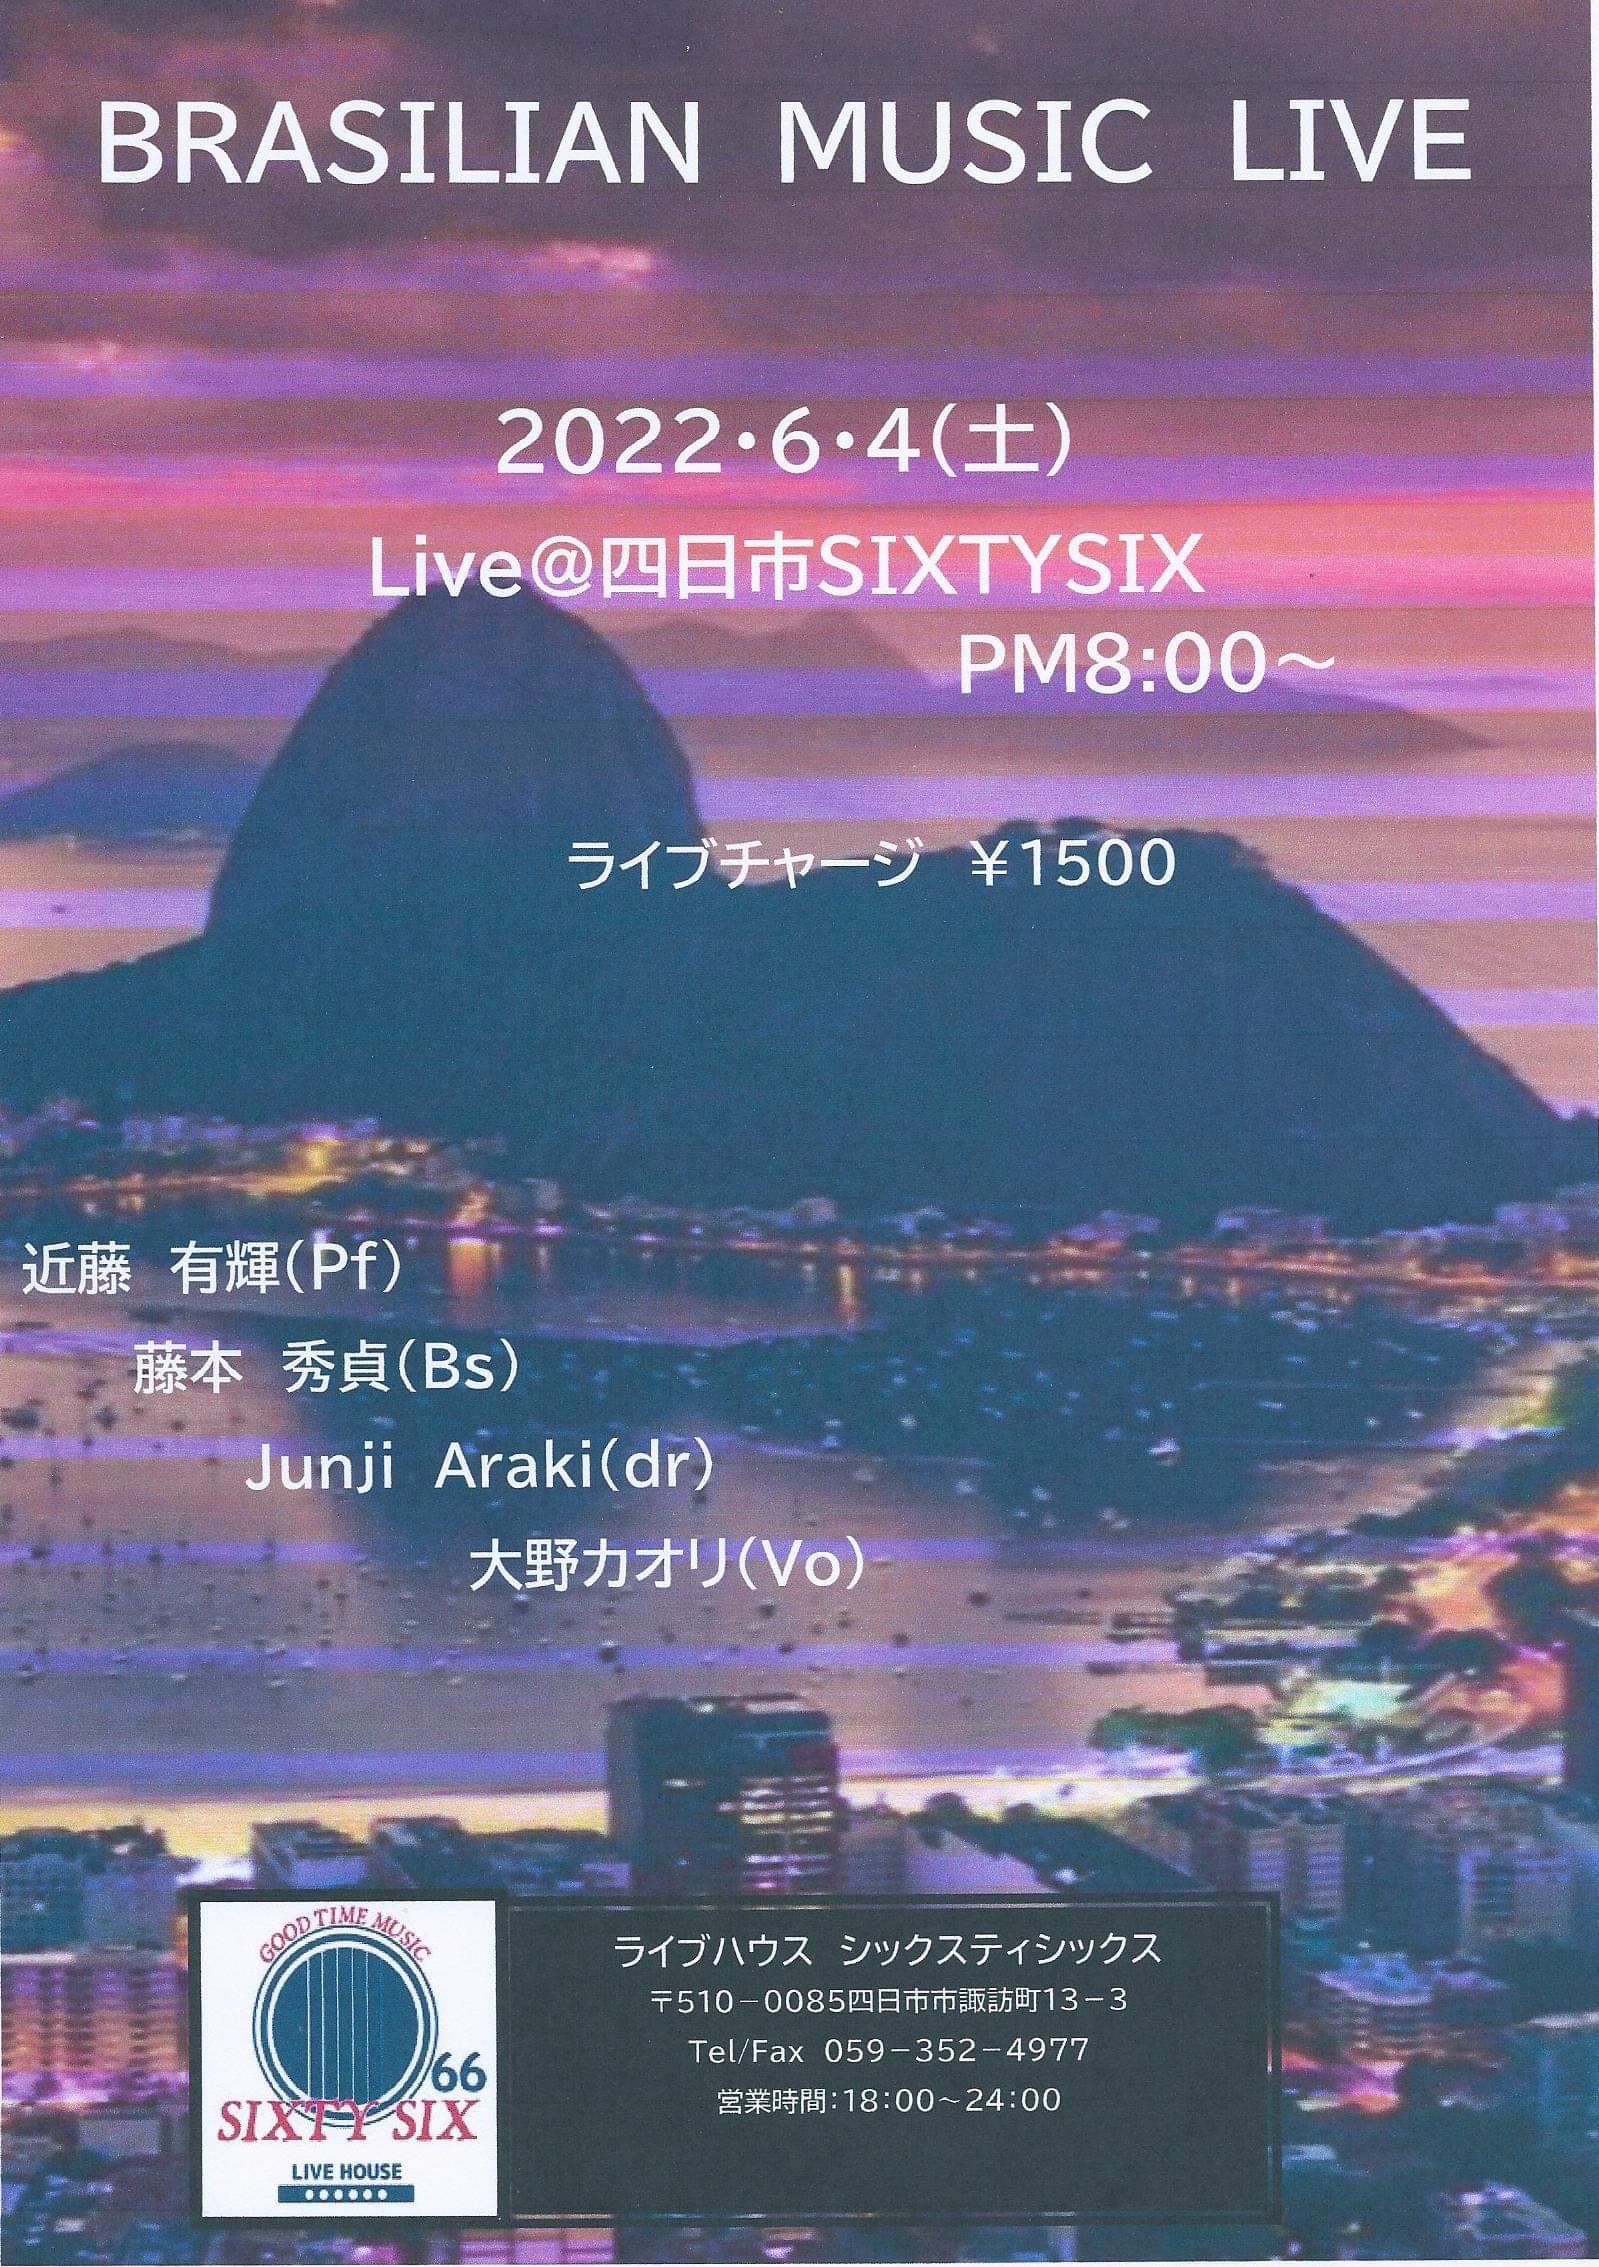 BRASILIAN MUSIC LIVE
2022・6・4(土)
Live@四日市SIXTYSIX
PM8:00～
ライブチャージ ￥1500
近藤 有輝(Pf)
藤本 秀貞(Bs)
Junji Araki(dr)
大野カオリ(Vo)
GOOD TIME MUSIC
66
SIXTY SIX
LIVE HOUSE
ライブハウス シックスティシックス
〒510－0085四日市市諏訪町13－3
Tel/Fax 059－352－4977
営業時間:18:00～24:00